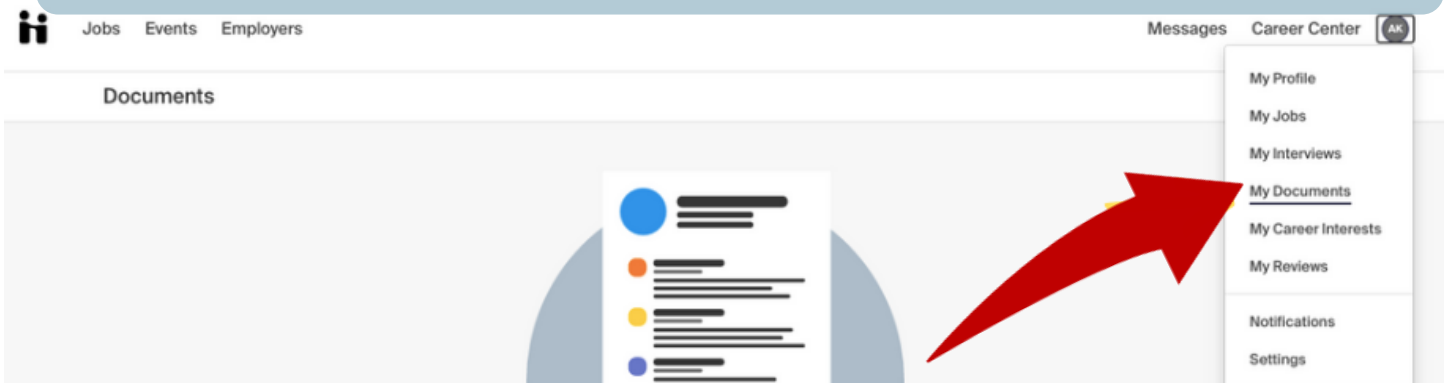 Jobs Events Employers Messages Career Center AK
Documents
My Profile
My Jobs
My Interviews
My Documents
My Career Interests
My Reviews
Notifications
Settings